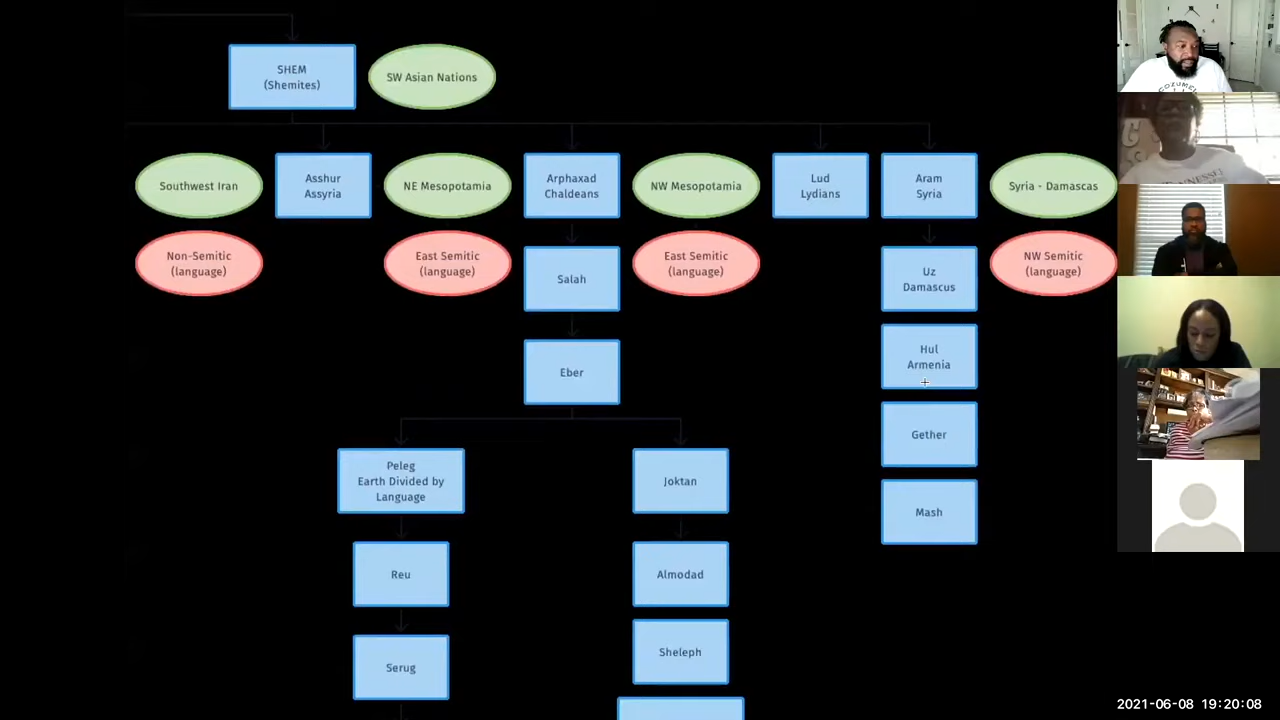 SHEM
(Shemites)
SW Asian Nations
Southwest Iran
Asshur
Assyria
NE Mesopotamia
Arphaxad
Chaldeans
NW Mesopotamia
Lud
Lydians
Aram
Syria
Syria - Damascas
Non-Semitic
(language)
East Semitic
(language)
Salah
East Semitic
(language)
Uz
Damascus
NW Semitic
(language)
Eber
Hul
Armenia
Gether
Peleg
Earth Divided by
Language
Joktan
Mash
Reu
Almodad
Serug
Sheleph
2021-06-08 19:20:08